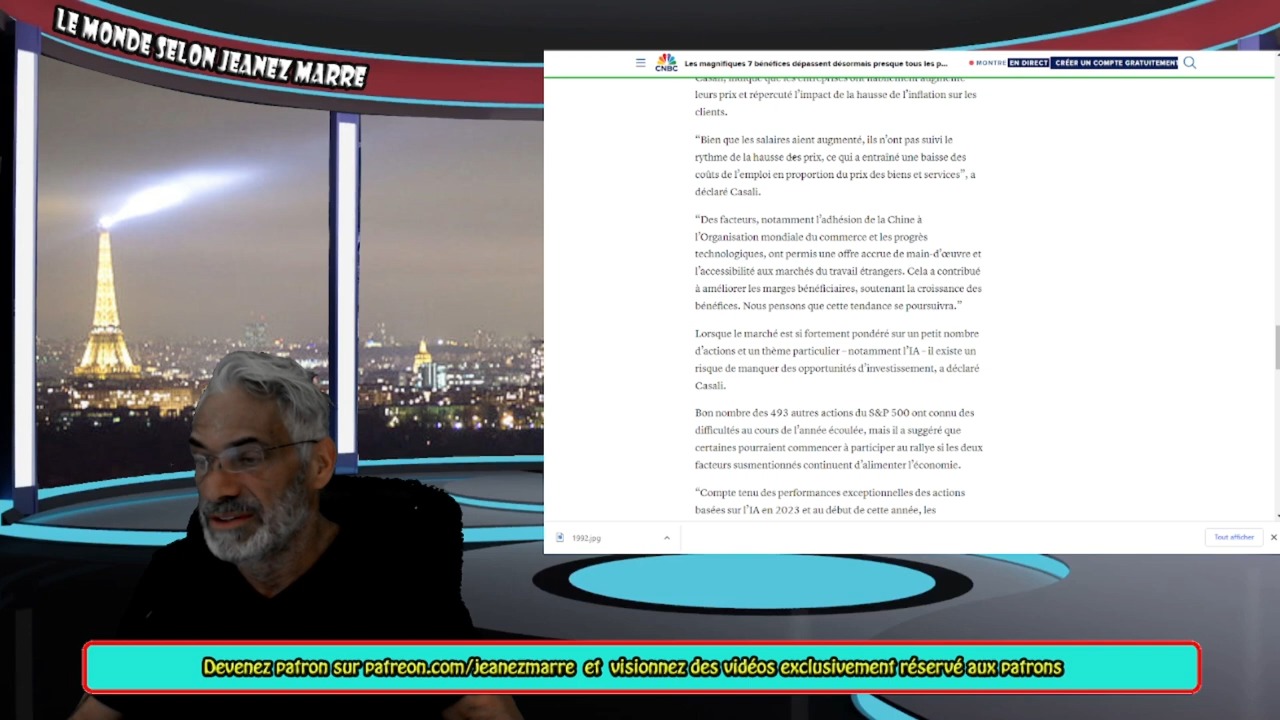 LE MONDE SELON JEANEZ MARRE
CNBC
Les magnifiques 7 bénéfices dépassent désormais presque tous les p...
MONTRE EN DIRECT
CRÉER UN COMPTE GRATUITEMENT
Casali, indique que les entreprises ont habilement augmenté
leurs prix et répercuté l'impact de la hausse de l'inflation sur les
clients.
“Bien que les salaires aient augmenté, ils n'ont pas suivi le
rythme de la hausse des prix, ce qui a entraîné une baisse des
coûts de l'emploi en proportion du prix des biens et services”, a
déclaré Casali.
“Des facteurs, notamment l'adhésion de la Chine à
l'Organisation mondiale du commerce et les progrès
technologiques, ont permis une offre accrue de main-d'œuvre et
l'accessibilité aux marchés du travail étrangers. Cela a contribué
à améliorer les marges bénéficiaires, soutenant la croissance des
bénéfices. Nous pensons que cette tendance se poursuivra.”
Lorsque le marché est si fortement pondéré sur un petit nombre
d'actions et un thème particulier – notamment l'IA – il existe un
risque de manquer des opportunités d'investissement, a déclaré
Casali.
Bon nombre des 493 autres actions du S&P 500 ont connu des
difficultés au cours de l'année écoulée, mais il a suggéré que
certaines pourraient commencer à participer au rallye si les deux
facteurs susmentionnés continuent d'alimenter l'économie.
“Compte tenu des performances exceptionnelles des actions
basées sur l'IA en 2023 et au début de cette année, les
1992.jpg
Tout afficher
Devenez patron sur patreon.com/jeanezmarre et visionnez des vidéos exclusivement réservé aux patrons